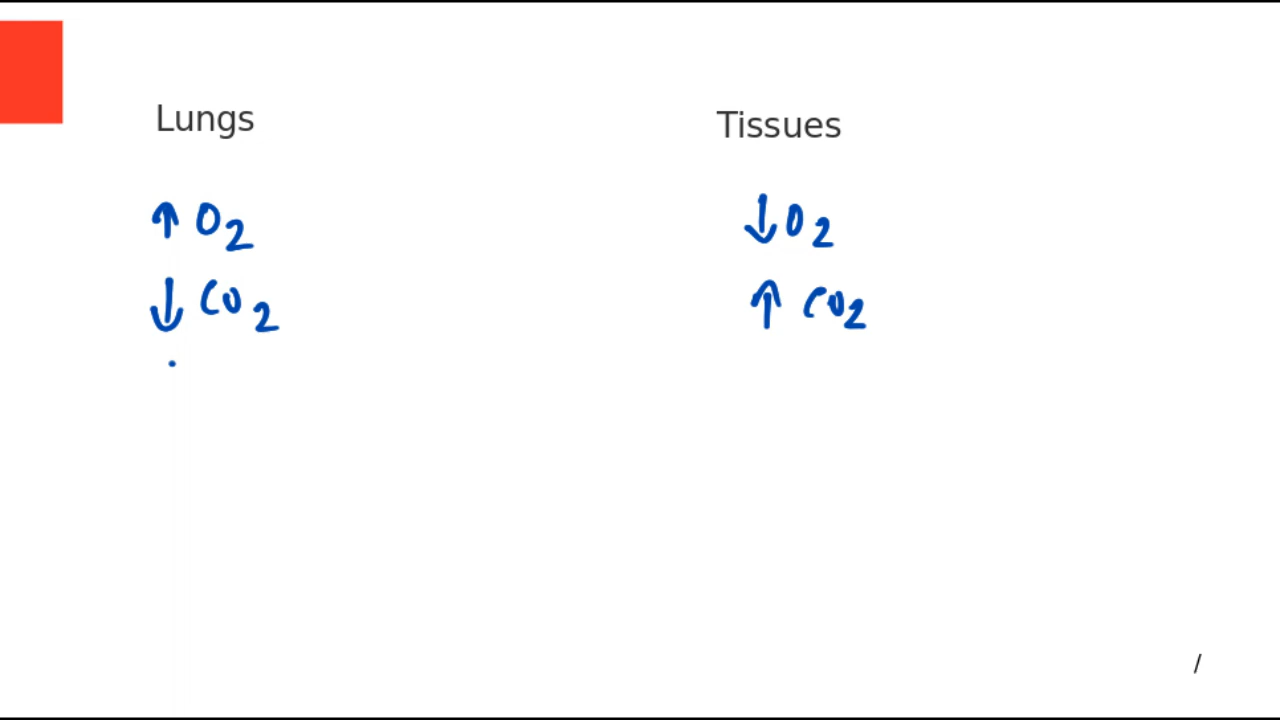 Lungs
↑ O2
↓ CO2
Tissues
↓ O2
↑ CO2
/